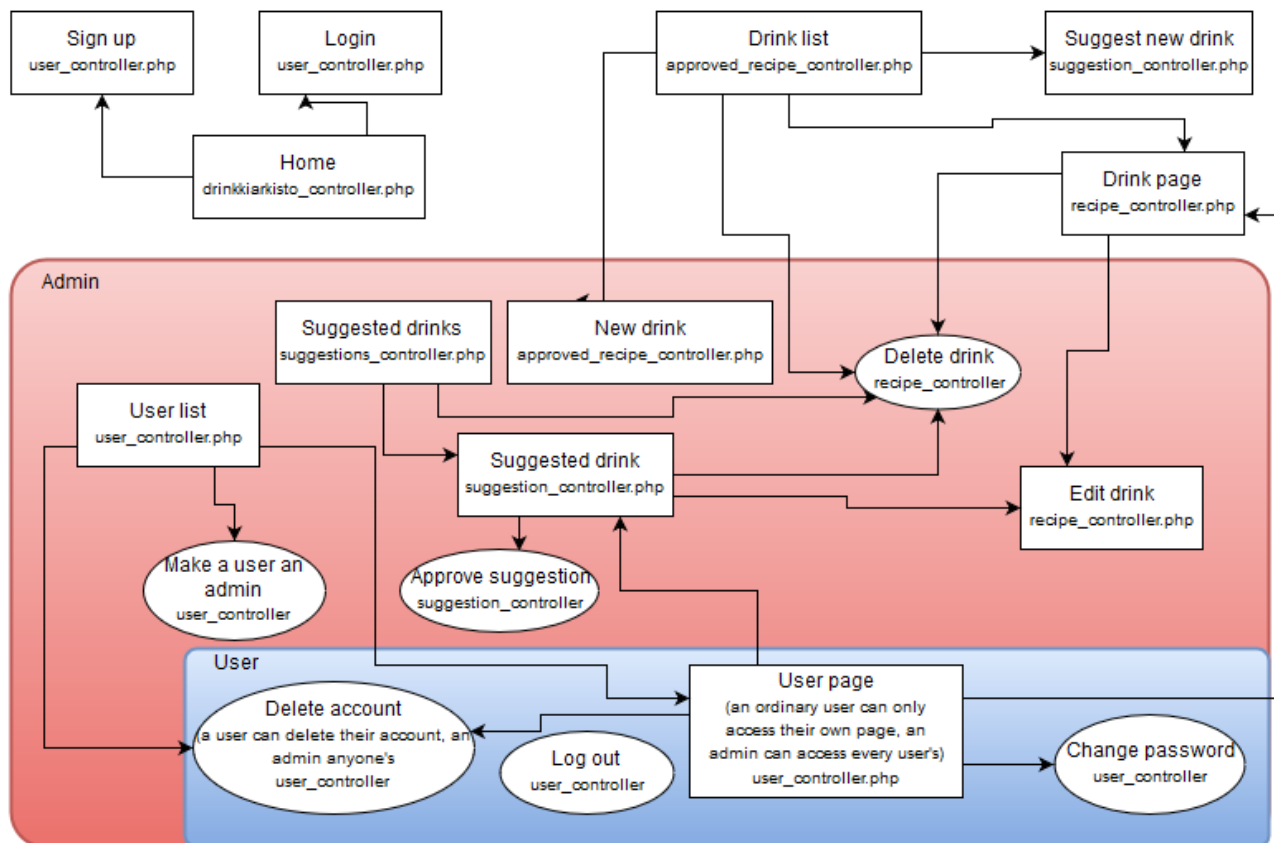 Sign up
user_controller.php
Login
user_controller.php
Drink list
approved_recipe_controller.php
Suggest new drink
suggestion_controller.php
Home
drinkkiarkisto_controller.php
Drink page
recipe_controller.php
Admin
Suggested drinks
suggestions_controller.php
New drink
approved_recipe_controller.php
Delete drink
recipe_controller
User list
user_controller.php
Suggested drink
suggestion_controller.php
Edit drink
recipe_controller.php
Make a user an
admin
user_controller
Approve suggestion
suggestion_controller
User
Delete account
(a user can delete their account, an
admin anyone's
user_controller
Log out
user_controller
User page
(an ordinary user can only
access their own page, an
admin can access every user's)
user_controller.php
Change password
user_controller